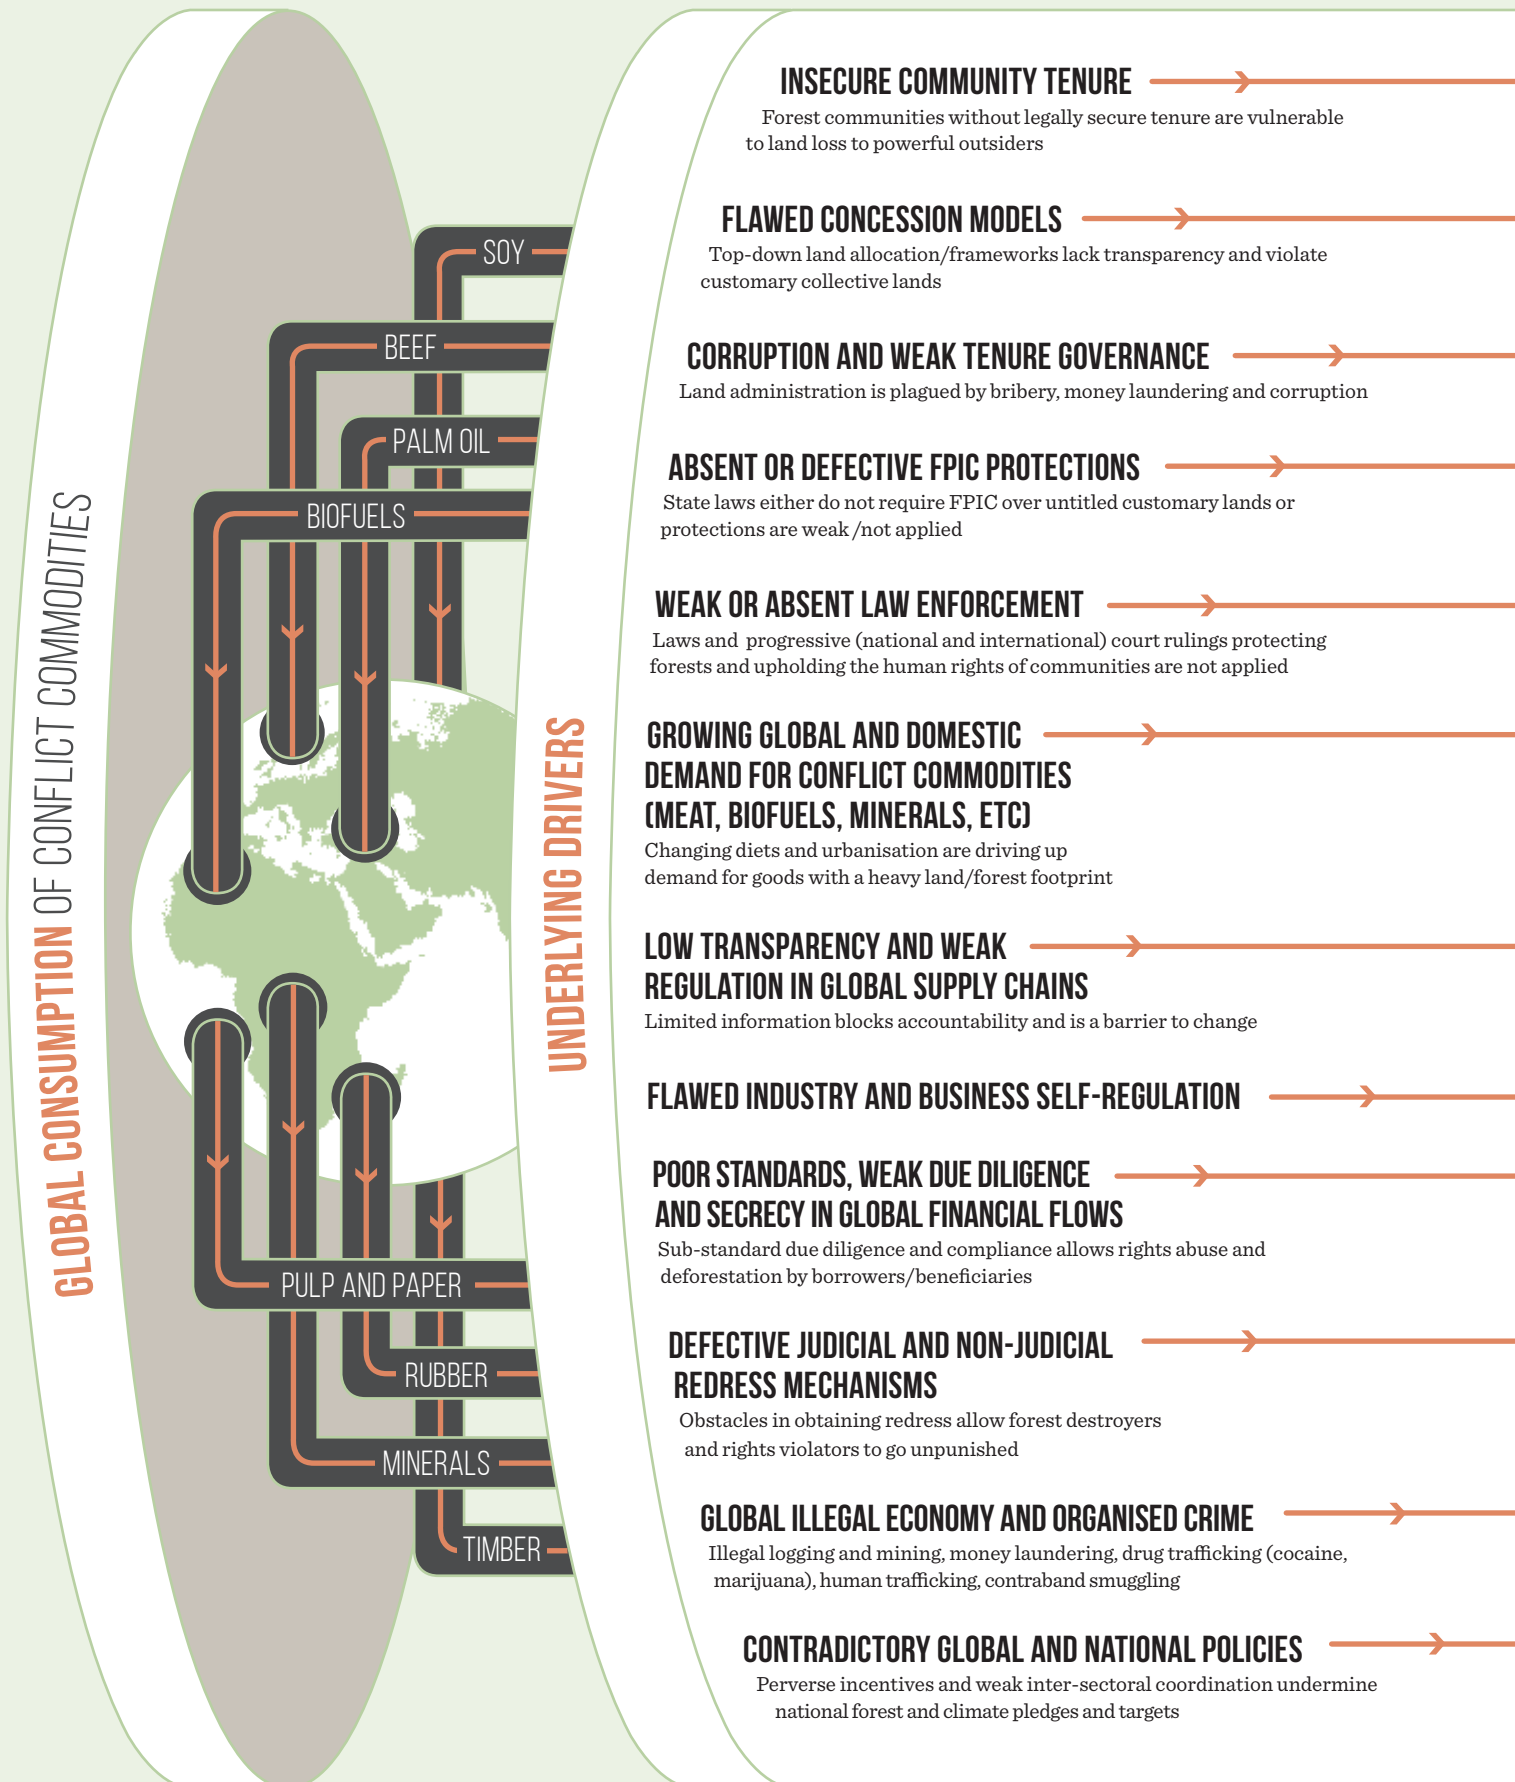 GLOBAL CONSUMPTION OF CONFLICT COMMODITIES
SOY
BEEF
PALM OIL
BIOFUELS
PULP AND PAPER
RUBBER
MINERALS
TIMBER
UNDERLYING DRIVERS
INSECURE COMMUNITY TENURE
Forest communities without legally secure tenure are vulnerable
to land loss to powerful outsiders
FLAWED CONCESSION MODELS
Top-down land allocation/frameworks lack transparency and violate
customary collective lands
CORRUPTION AND WEAK TENURE GOVERNANCE
Land administration is plagued by bribery, money laundering and corruption
ABSENT OR DEFECTIVE FPIC PROTECTIONS
State laws either do not require FPIC over untitled customary lands or
protections are weak /not applied
WEAK OR ABSENT LAW ENFORCEMENT
Laws and progressive (national and international) court rulings protecting
forests and upholding the human rights of communities are not applied
GROWING GLOBAL AND DOMESTIC
DEMAND FOR CONFLICT COMMODITIES
(MEAT, BIOFUELS, MINERALS, ETC)
Changing diets and urbanisation are driving up
demand for goods with a heavy land/forest footprint
LOW TRANSPARENCY AND WEAK
REGULATION IN GLOBAL SUPPLY CHAINS
Limited information blocks accountability and is a barrier to change
FLAWED INDUSTRY AND BUSINESS SELF-REGULATION
POOR STANDARDS, WEAK DUE DILIGENCE
AND SECRECY IN GLOBAL FINANCIAL FLOWS
Sub-standard due diligence and compliance allows rights abuse and
deforestation by borrowers/beneficiaries
DEFECTIVE JUDICIAL AND NON-JUDICIAL
REDRESS MECHANISMS
Obstacles in obtaining redress allow forest destroyers
and rights violators to go unpunished
GLOBAL ILLEGAL ECONOMY AND ORGANISED CRIME
Illegal logging and mining, money laundering, drug trafficking (cocaine,
marijuana), human trafficking, contraband smuggling
CONTRADICTORY GLOBAL AND NATIONAL POLICIES
Perverse incentives and weak inter-sectoral coordination undermine
national forest and climate pledges and targets